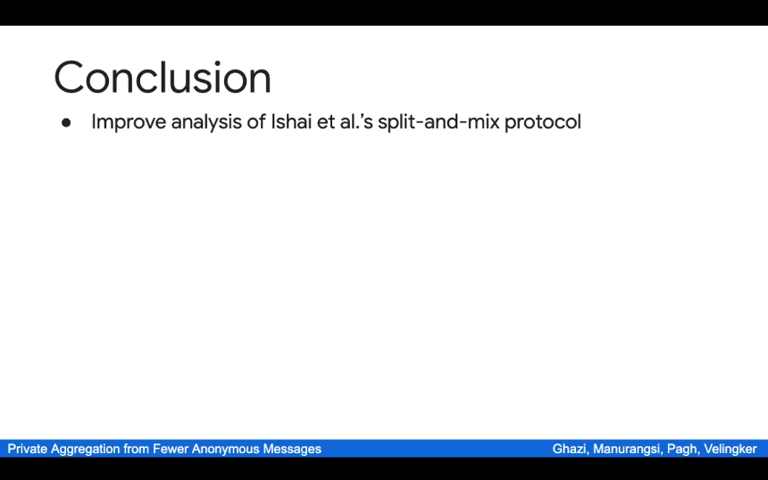 Conclusion
● Improve analysis of Ishai et al.'s split-and-mix protocol
Private Aggregation from Fewer Anonymous Messages
Ghazi, Manurangsi, Pagh, Velingker